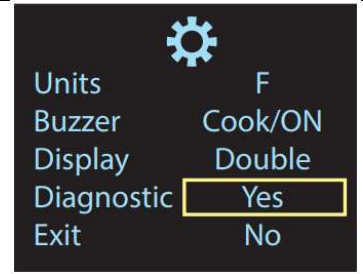 Units F
Buzzer Cook/ON
Display Double
Diagnostic Yes
Exit No